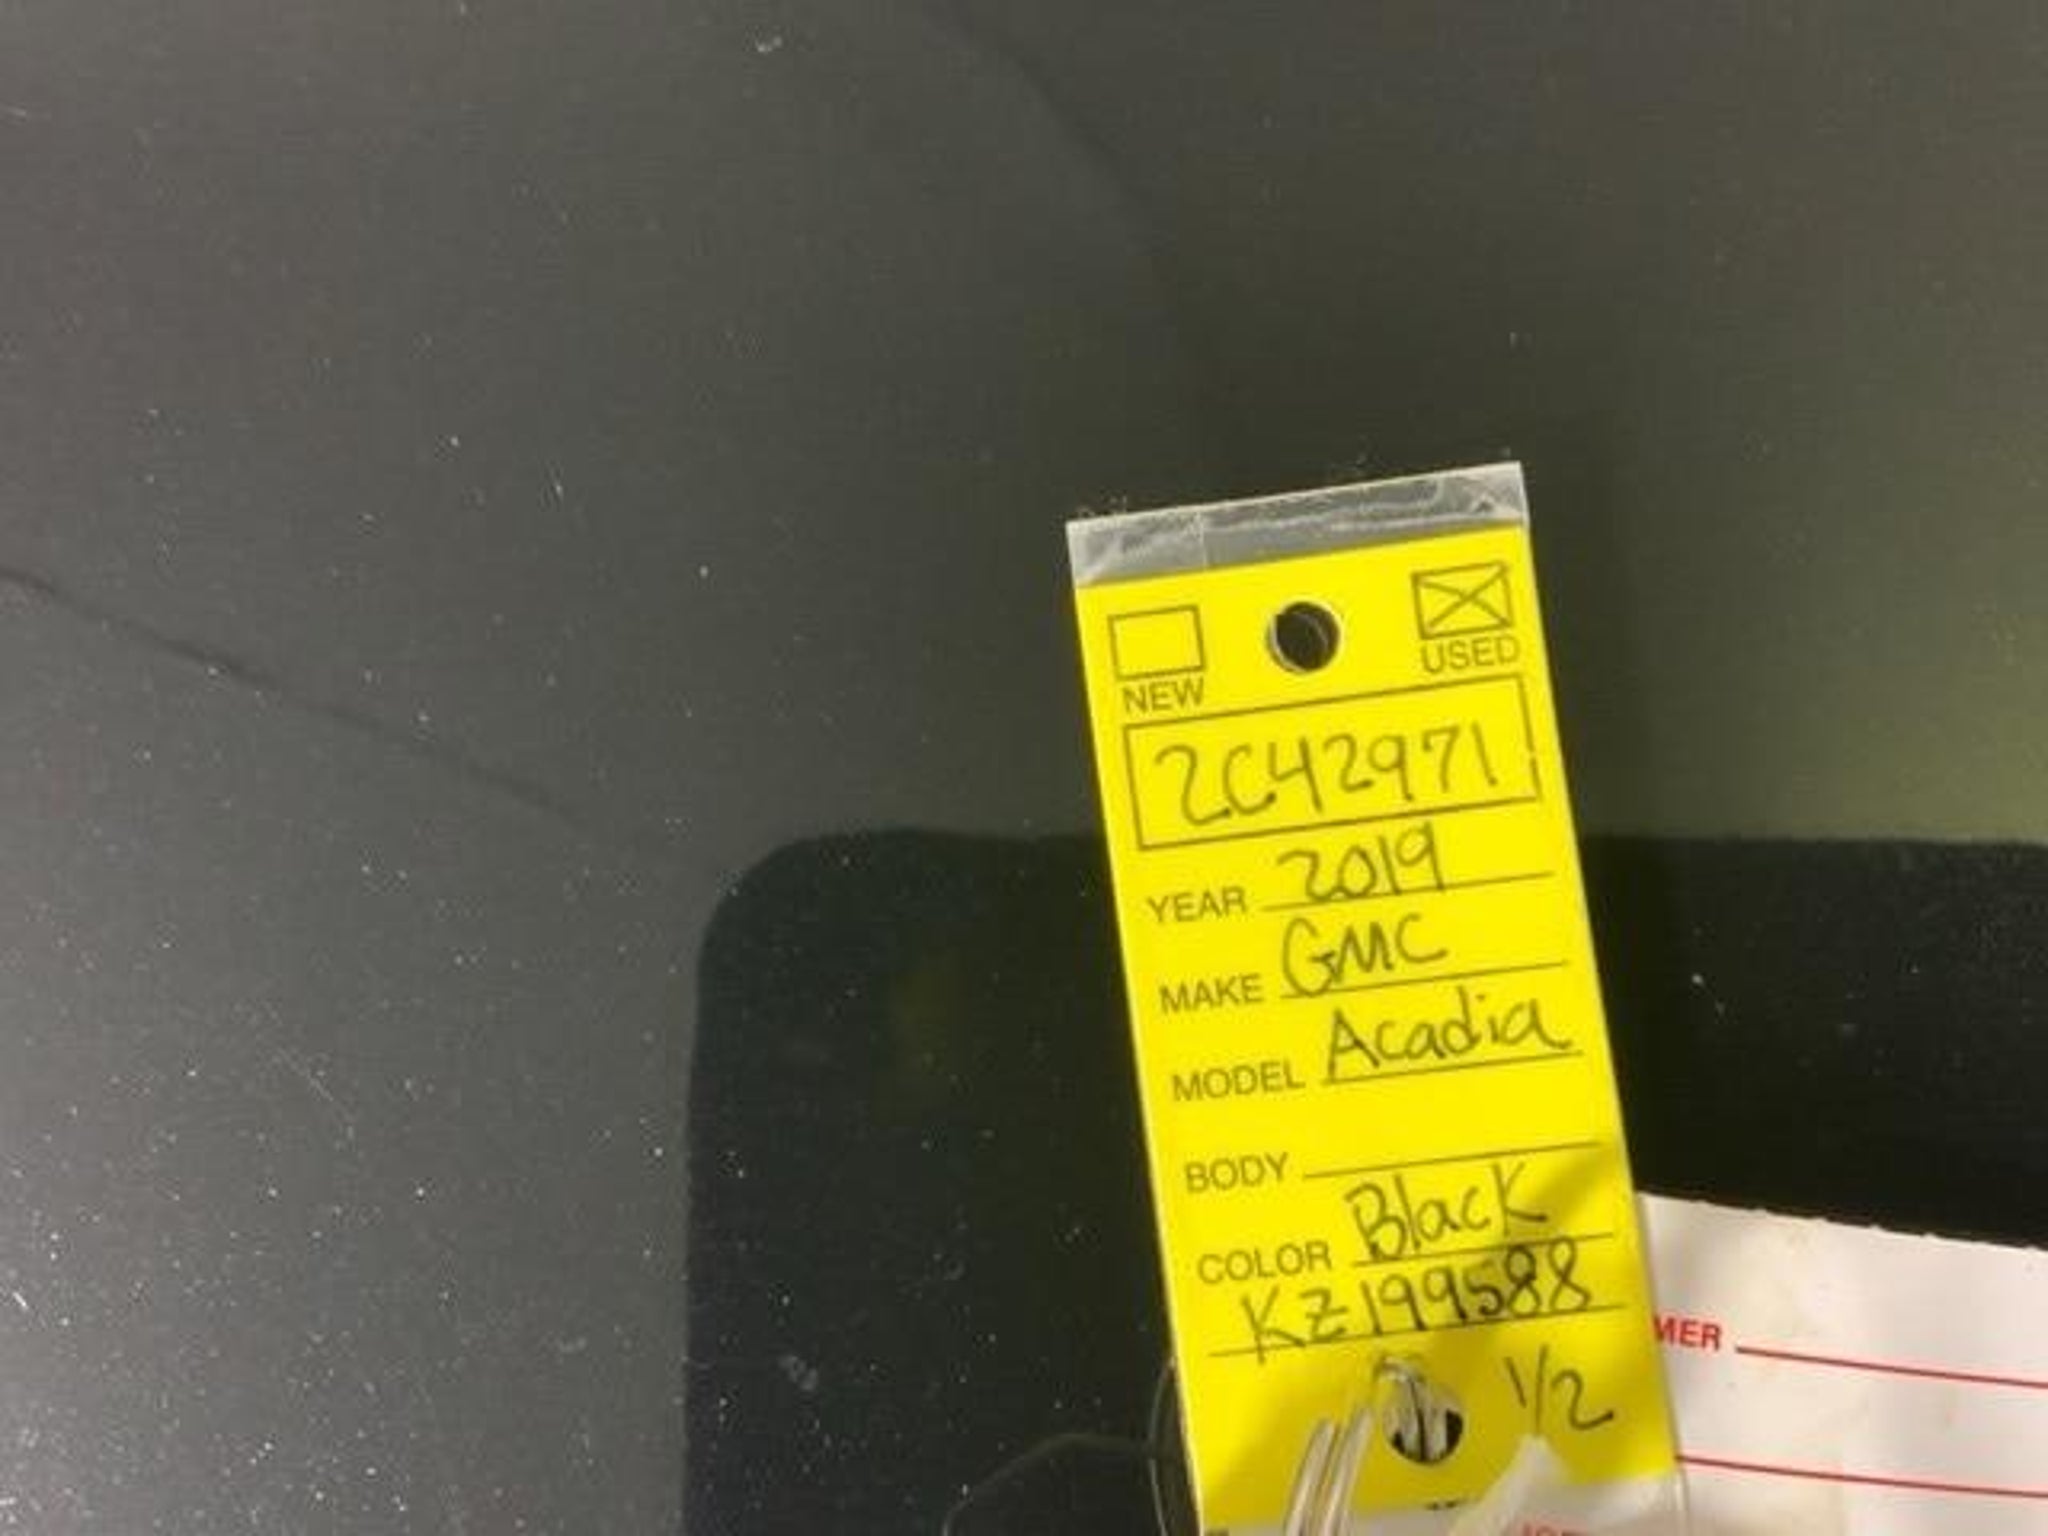 NEW USED
2C42971
YEAR 2019
MAKE GMC
MODEL Acadia
BODY
COLOR Black
KZ199588
1/2
MER